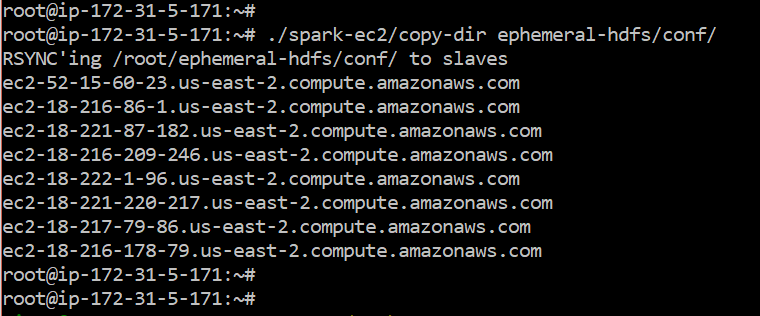 root@ip-172-31-5-171:~#
root@ip-172-31-5-171:~# ./spark-ec2/copy-dir ephemeral-hdfs/conf/
RSYNC'ing /root/ephemeral-hdfs/conf/ to slaves
ec2-52-15-60-23.us-east-2.compute.amazonaws.com
ec2-18-216-86-1.us-east-2.compute.amazonaws.com
ec2-18-221-87-182.us-east-2.compute.amazonaws.com
ec2-18-216-209-246.us-east-2.compute.amazonaws.com
ec2-18-222-1-96.us-east-2.compute.amazonaws.com
ec2-18-221-220-217.us-east-2.compute.amazonaws.com
ec2-18-217-79-86.us-east-2.compute.amazonaws.com
ec2-18-216-178-79.us-east-2.compute.amazonaws.com
root@ip-172-31-5-171:~#
root@ip-172-31-5-171:~#